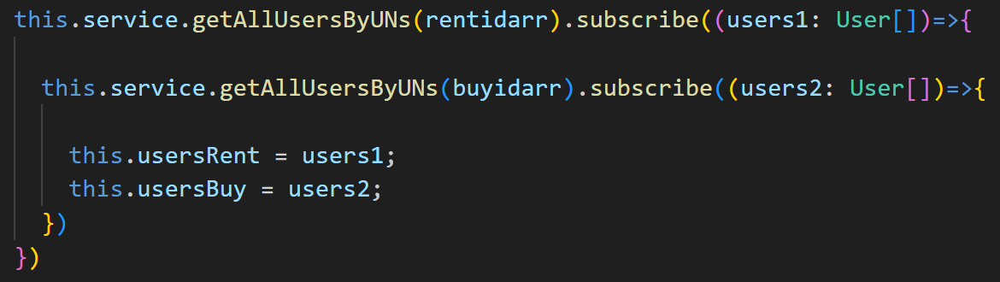 this.service.getAllUsersByUNs(rentidarr).subscribe((users1: User[])=>{
this.service.getAllUsersByUNs(buyidarr).subscribe((users2: User[])=>{
this.usersRent = users1;
this.usersBuy = users2;
})
})